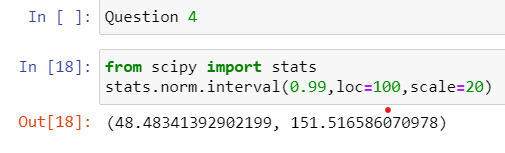 In [ ]: Question 4
In [18]: from scipy import stats
stats.norm.interval(0.99,loc=100,scale=20)
Out[18]: (48.48341392902199, 151.516586070978)